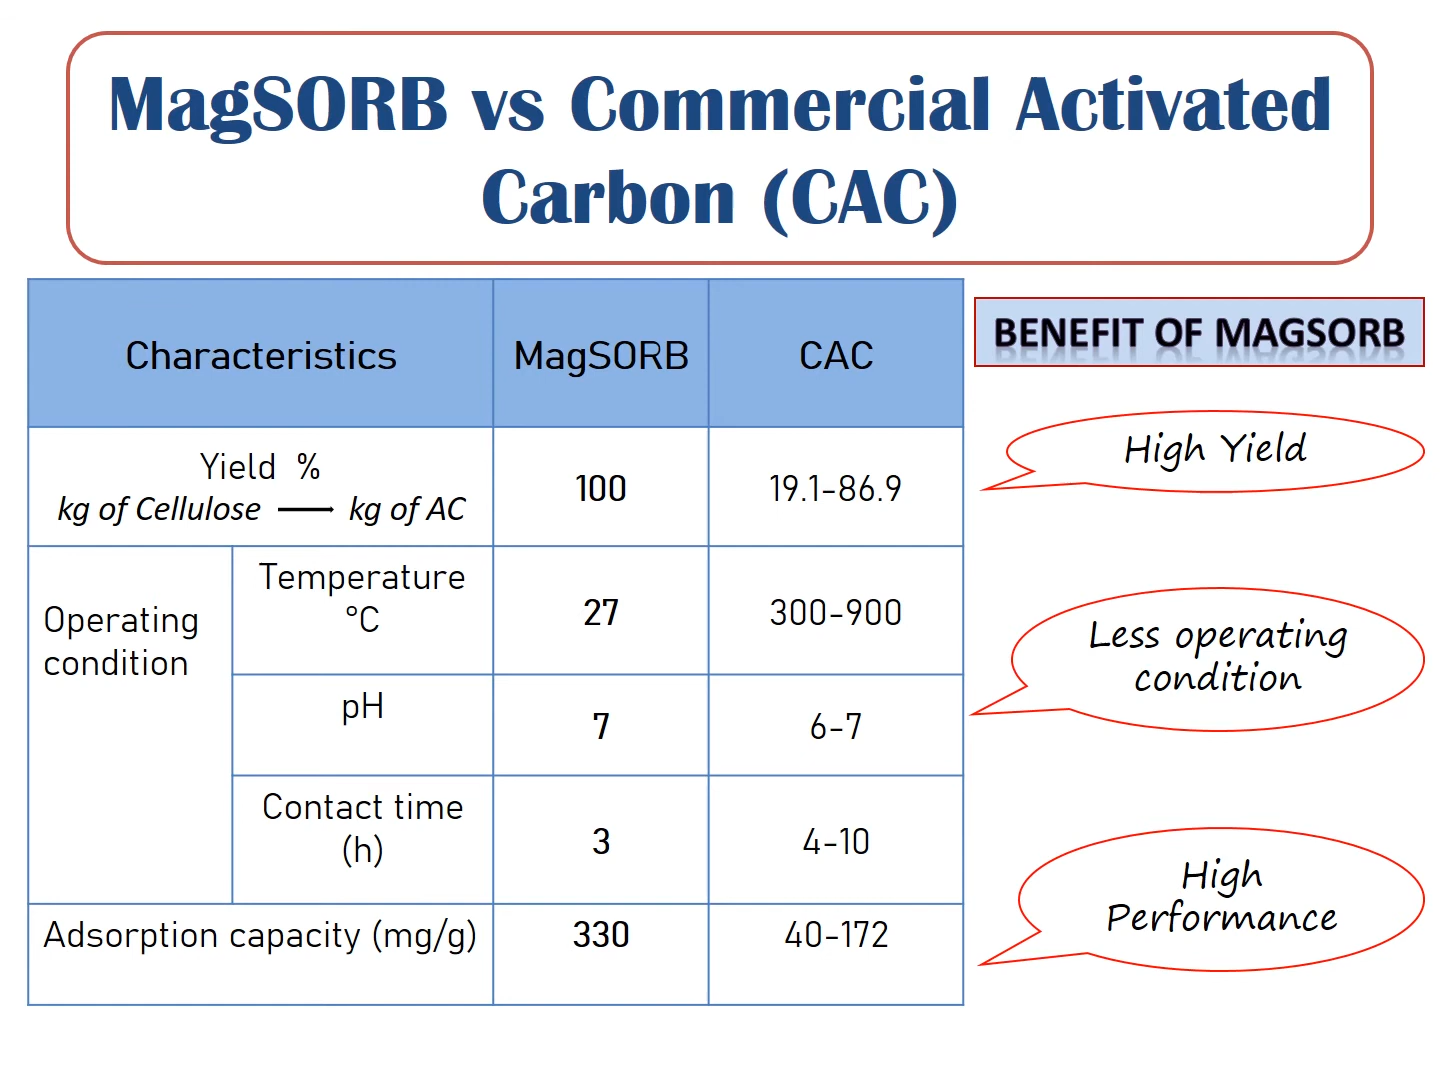 MagSORB vs Commercial Activated
Carbon (CAC)
Characteristics
MagSORB
CAC
BENEFIT OF MAGSORB
Yield %
kg of Cellulose ⟶ kg of AC
100
19.1-86.9
High Yield
Operating
condition
Temperature
°C
27
300-900
Less operating
condition
pH
7
6-7
Contact time
(h)
3
4-10
High
Performance
Adsorption capacity (mg/g)
330
40-172